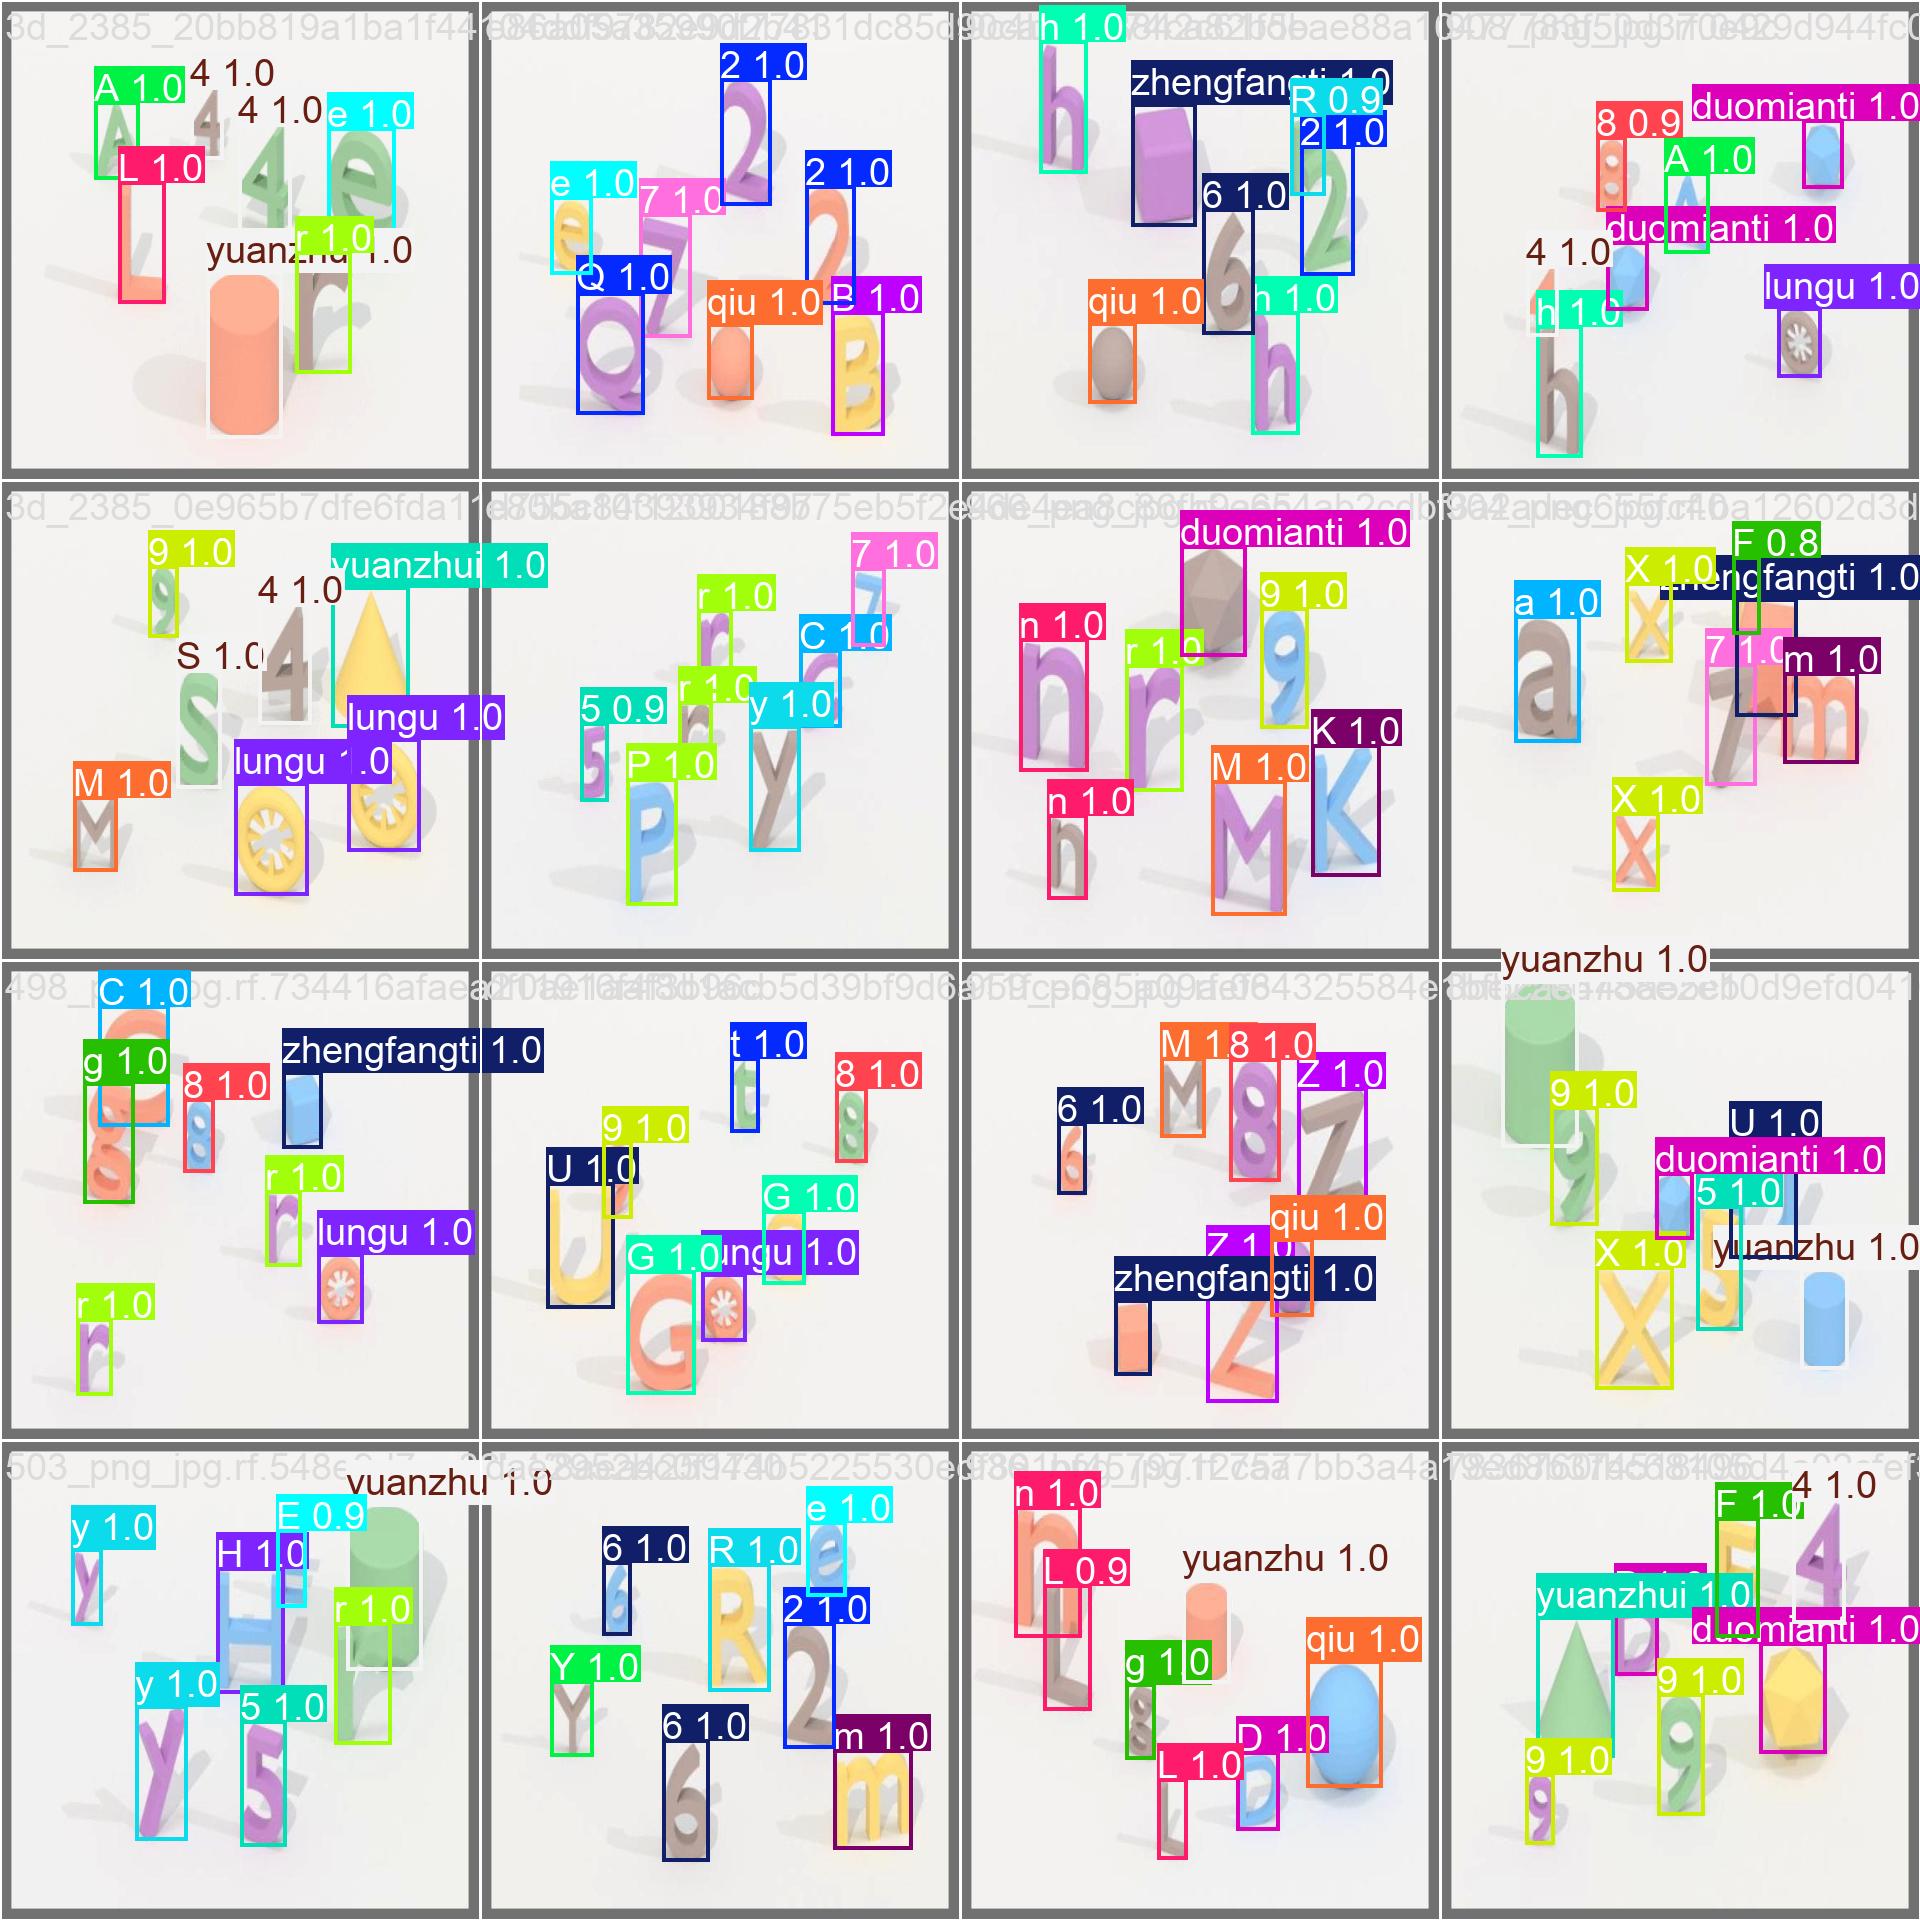 A 1.0
4 1.0
4 1.0
e 1.0
L 1.0
r 1.0
yuanzhu 1.0
2 1.0
2 1.0
e 1.0
7 1.0
Q 1.0
qiu 1.0
B 1.0
h 1.0
zhengfangti 1.0
R 0.9
2 1.0
6 1.0
qiu 1.0
h 1.0
duomianti 1.0
8 0.9
A 1.0
duomianti 1.0
4 1.0
lungu 1.0
h 1.0
9 1.0
yuanzhui 1.0
4 1.0
S 1.0
lungu 1.0
lungu 1.0
M 1.0
7 1.0
r 1.0
C 1.0
r 1.0
5 0.9
y 1.0
P 1.0
duomianti 1.0
9 1.0
n 1.0
r 1.0
K 1.0
M 1.0
n 1.0
F 0.8
X 1.0
zhengfangti 1.0
a 1.0
7 1.0
m 1.0
X 1.0
C 1.0
g 1.0
zhengfangti 1.0
8 1.0
r 1.0
lungu 1.0
r 1.0
t 1.0
8 1.0
9 1.0
U 1.0
G 1.0
G 1.0
lungu 1.0
M 1.
8 1.0
Z 1.0
6 1.0
qiu 1.0
Z 1.0
zhengfangti 1.0
yuanzhu 1.0
9 1.0
U 1.0
duomianti 1.0
5 1.0
X 1.0
yuanzhu 1.0
yuanzhu 1.0
y 1.0
E 0.9
H 1.0
r 1.0
y 1.0
5 1.0
e 1.0
6 1.0
R 1.0
2 1.0
Y 1.0
6 1.0
m 1.0
n 1.0
L 0.9
yuanzhu 1.0
g 1.0
qiu 1.0
D 1.0
L 1.0
F 1.0
4 1.0
yuanzhui 1.0
duomianti 1.0
9 1.0
9 1.0